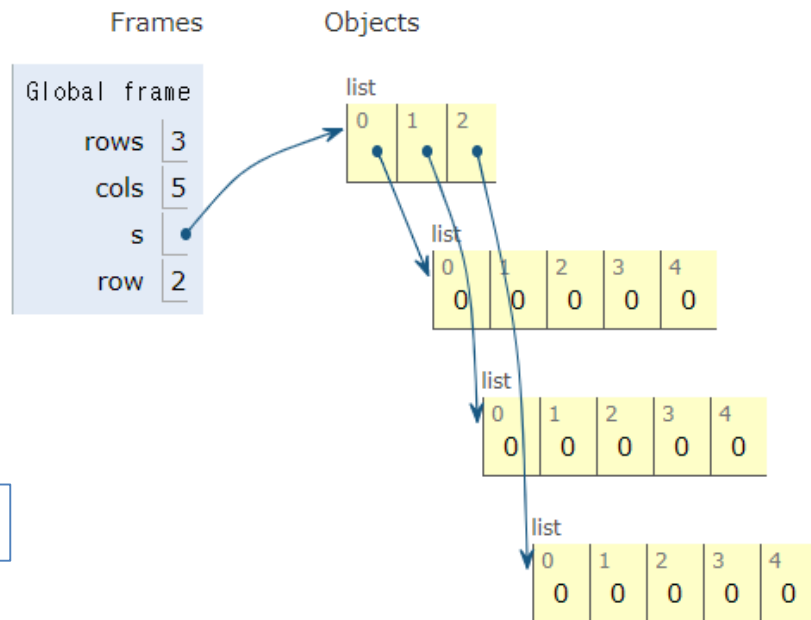 Frames Objects
Global frame
rows 3
cols 5
s
row 2
list
0 1 2
list
0 1 2 3 4
0 0 0 0 0
list
0 1 2 3 4
0 0 0 0 0
list
0 1 2 3 4
0 0 0 0 0